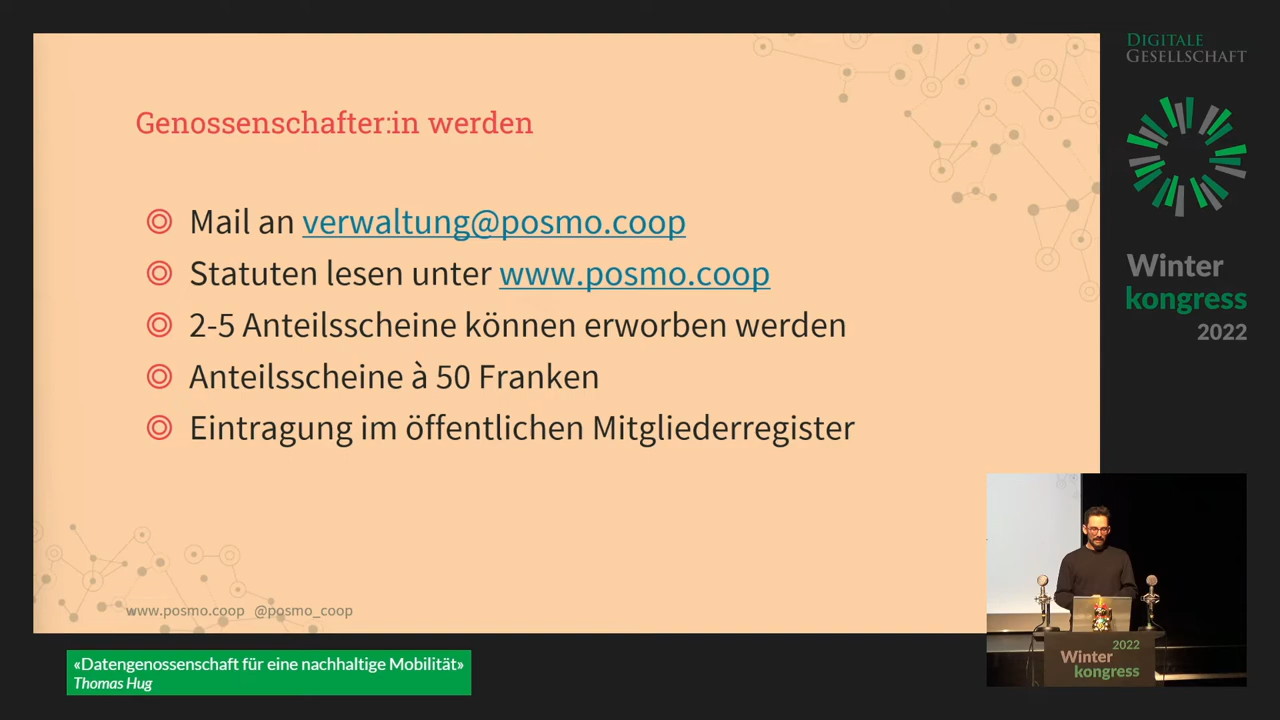 Genossenschafter:in werden
Mail an verwaltung@posmo.coop
Statuten lesen unter www.posmo.coop
2-5 Anteilsscheine können erworben werden
Anteilsscheine à 50 Franken
Eintragung im öffentlichen Mitgliederregister
www.posmo.coop @posmo_coop
«Datengenossenschaft für eine nachhaltige Mobilität»
Thomas Hug
DIGITALE
GESELLSCHAFT
Winter
kongress
2022
2022
Winter
kongress